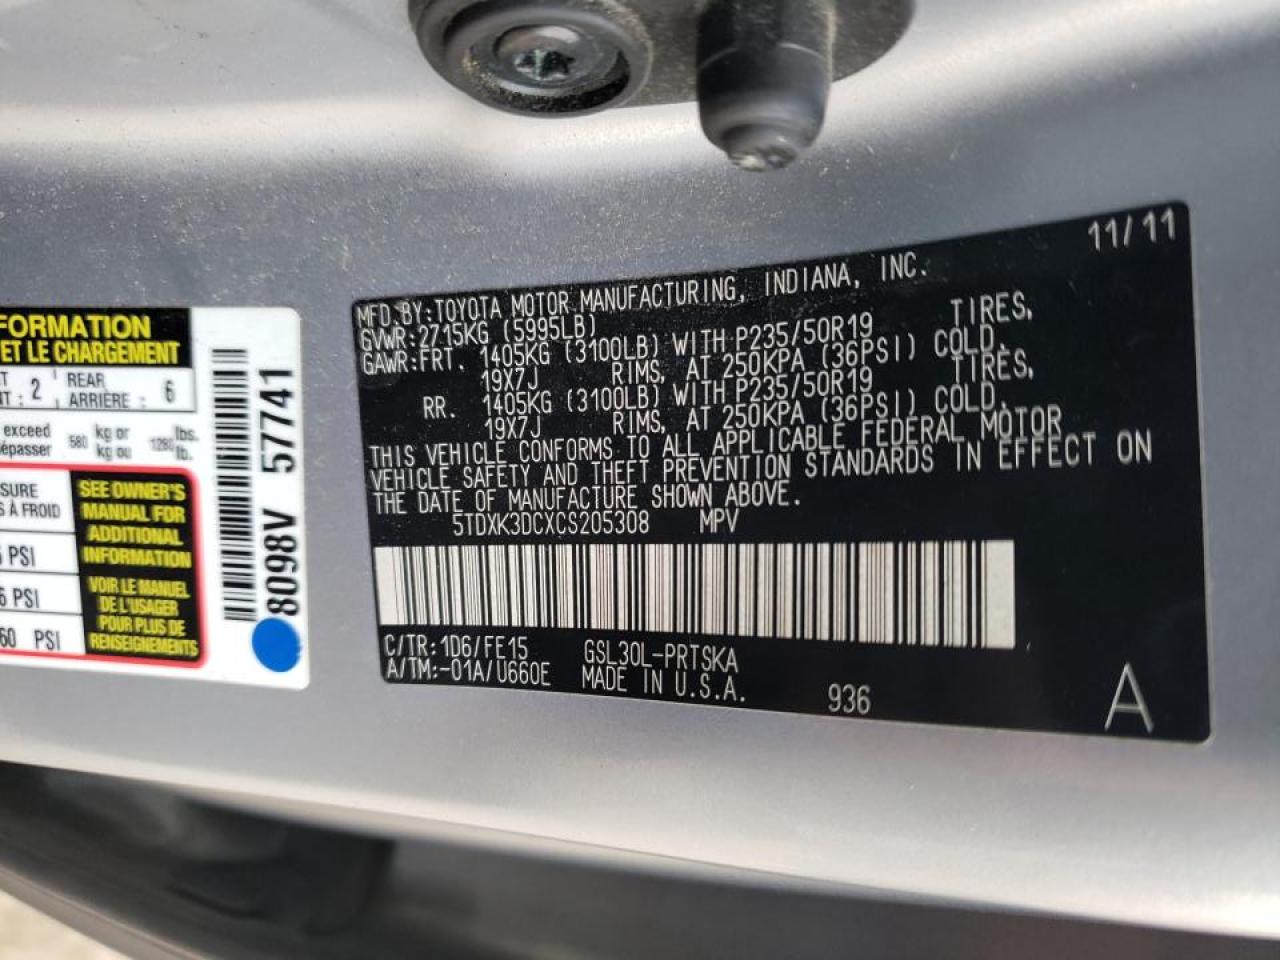 FORMATION
ET LE CHARGEMENT
2 REAR
ARRIÈRE : 6
exceed 580 kg or 1280 lbs.
dépasser kg ou lb.
SURE
À FROID
PSI
PSI
60 PSI
SEE OWNER'S
MANUAL FOR
ADDITIONAL
INFORMATION
VOIR LE MANUEL
DE L'USAGER
POUR PLUS DE
RENSEIGNEMENTS
8098V 57741
11/11
MFD.BY:TOYOTA MOTOR MANUFACTURING, INDIANA, INC.
GVWR:2715KG (5995LB)
GAWR:FRT. 1405KG (3100LB) WITH P235/50R19 TIRES,
19X7J RIMS, AT 250KPA (36PSI) COLD.
RR. 1405KG (3100LB) WITH P235/50R19 TIRES,
19X7J RIMS, AT 250KPA (36PSI) COLD.
THIS VEHICLE CONFORMS TO ALL APPLICABLE FEDERAL MOTOR
VEHICLE SAFETY AND THEFT PREVENTION STANDARDS IN EFFECT ON
THE DATE OF MANUFACTURE SHOWN ABOVE.
5TDXK3DCXCS205308 MPV
C/TR:1D6/FE15 GSL30L-PRTSKA
A/TM:-01A/U660E MADE IN U.S.A.
936
A